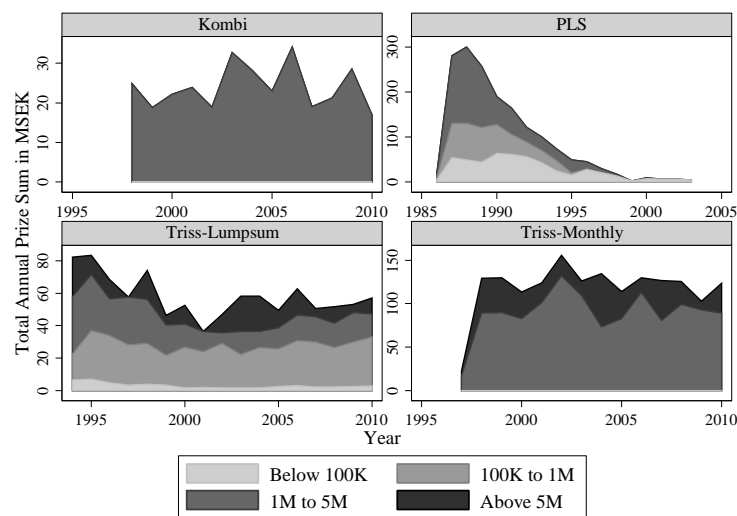 Kombi
PLS
0 10 20 30
0 100 200 300
1995 2000 2005 2010
1985 1990 1995 2000 2005
Triss-Lumpsum
Triss-Monthly
0 20 40 60 80
0 50 100 150
1995 2000 2005 2010
1995 2000 2005 2010
Total Annual Prize Sum in MSEK
Year
Below 100K
100K to 1M
1M to 5M
Above 5M